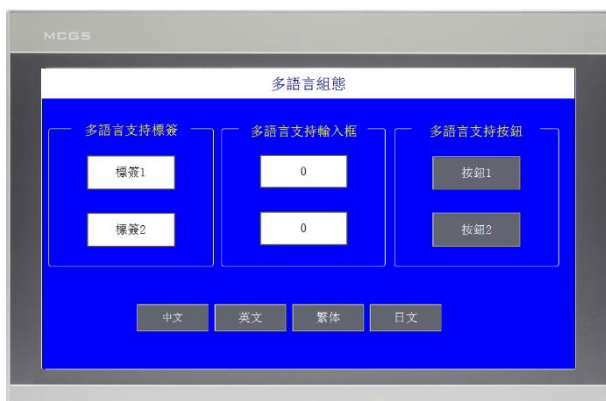 MCGS
多語言組態
多語言支持標簽
標簽1
標簽2
多語言支持輸入框
0
0
多語言支持按鈕
按鈕1
按鈕2
中文
英文
繁体
日文